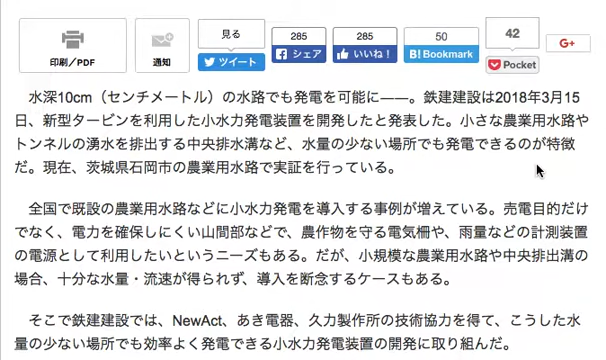 印刷／PDF
通知
見る
ツイート
285
シェア
285
いいね！
50
B! Bookmark
42
Pocket
G+
水深10cm（センチメートル）の水路でも発電を可能に――。鉄建建設は2018年3月15
日、新型タービンを利用した小水力発電装置を開発したと発表した。小さな農業用水路や
トンネルの湧水を排出する中央排水溝など、水量の少ない場所でも発電できるのが特徴
だ。現在、茨城県石岡市の農業用水路で実証を行っている。
全国で既設の農業用水路などに小水力発電を導入する事例が増えている。売電目的だけ
でなく、電力を確保しにくい山間部などで、農作物を守る電気柵や、雨量などの計測装置
の電源として利用したいというニーズもある。だが、小規模な農業用水路や中央排出溝の
場合、十分な水量・流速が得られず、導入を断念するケースもある。
そこで鉄建建設では、NewAct、あき電器、久力製作所の技術協力を得て、こうした水
量の少ない場所でも効率よく発電できる小水力発電装置の開発に取り組んだ。